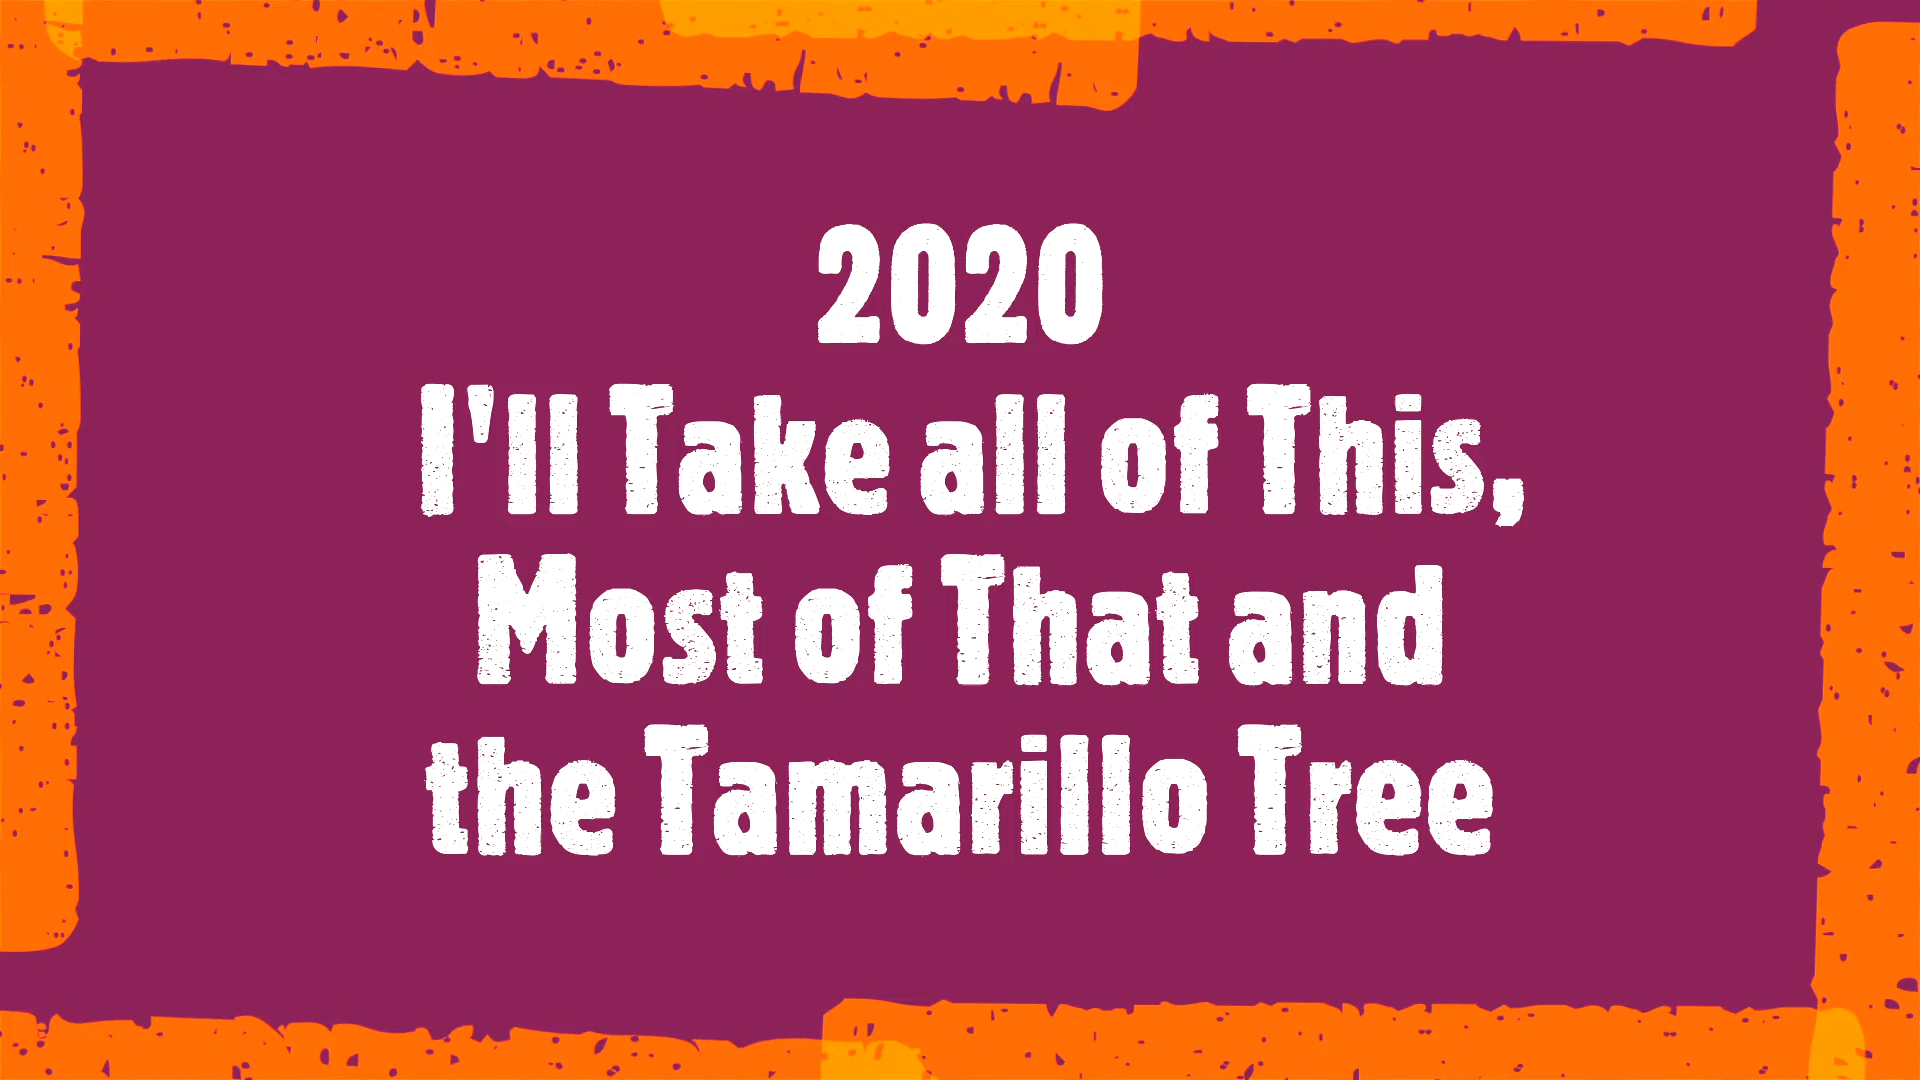 2020
I'll Take all of This,
Most of That and
the Tamarillo Tree